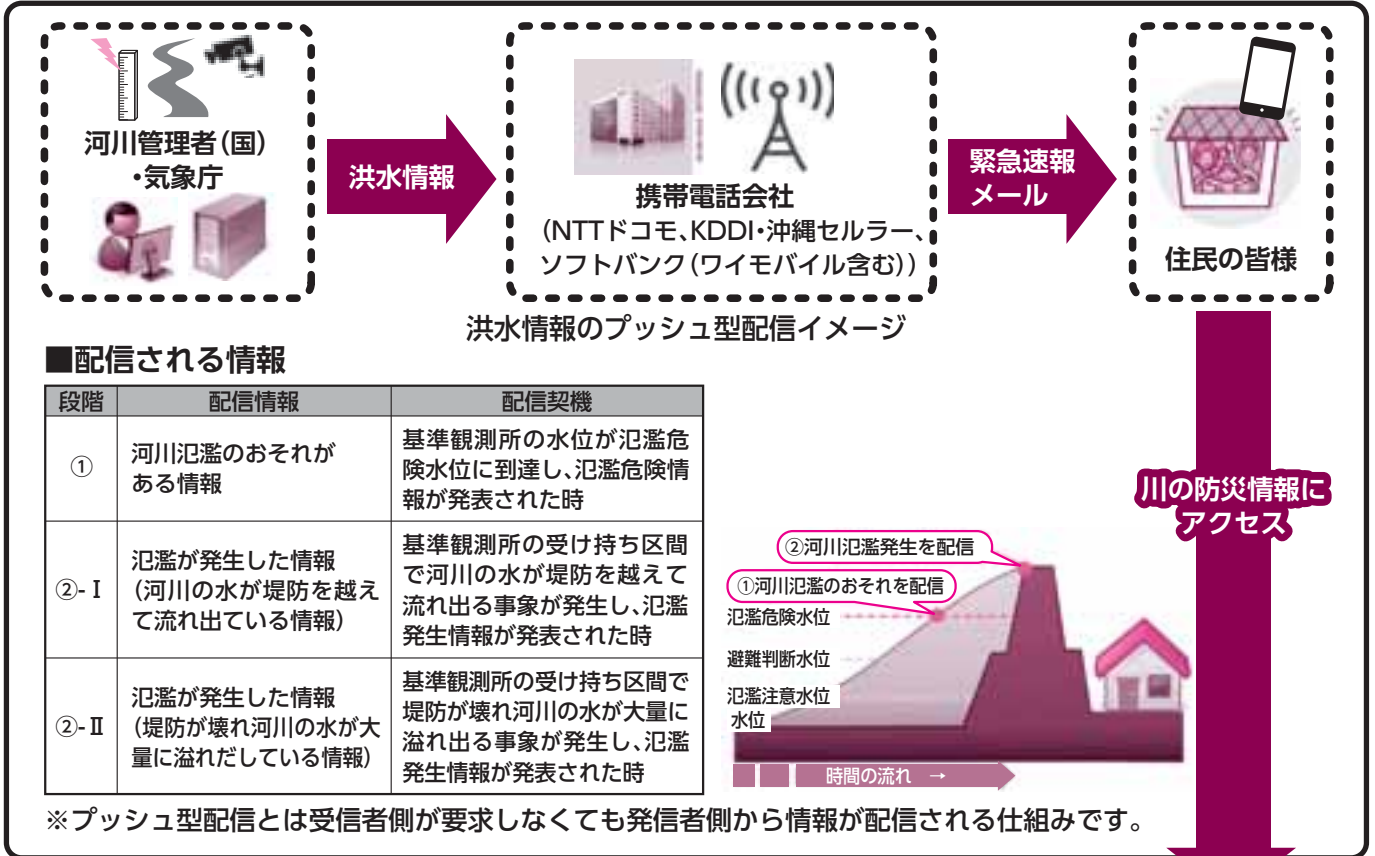 河川管理者(国)
・気象庁
洪水情報
携帯電話会社
(NTTドコモ、KDDI・沖縄セルラー、
ソフトバンク(ワイモバイル含む))
緊急速報
メール
住民の皆様
洪水情報のプッシュ型配信イメージ
■配信される情報
段階 配信情報 配信契機
① 
河川氾濫のおそれが
ある情報
基準観測所の水位が氾濫危
険水位に到達し、氾濫危険情
報が発表された時
②-Ⅰ
氾濫が発生した情報
(河川の水が堤防を越え
て流れ出ている情報)
基準観測所の受け持ち区間
で河川の水が堤防を越えて
流れ出る事象が発生し、氾濫
発生情報が発表された時
②-Ⅱ
氾濫が発生した情報
(堤防が壊れ河川の水が大
量に溢れだしている情報)
基準観測所の受け持ち区間で
堤防が壊れ河川の水が大量に
溢れ出る事象が発生し、氾濫
発生情報が発表された時
川の防災情報に
アクセス
②河川氾濫発生を配信
①河川氾濫のおそれを配信
氾濫危険水位
避難判断水位
氾濫注意水位
水位
時間の流れ →
※プッシュ型配信とは受信者側が要求しなくても発信者側から情報が配信される仕組みです。